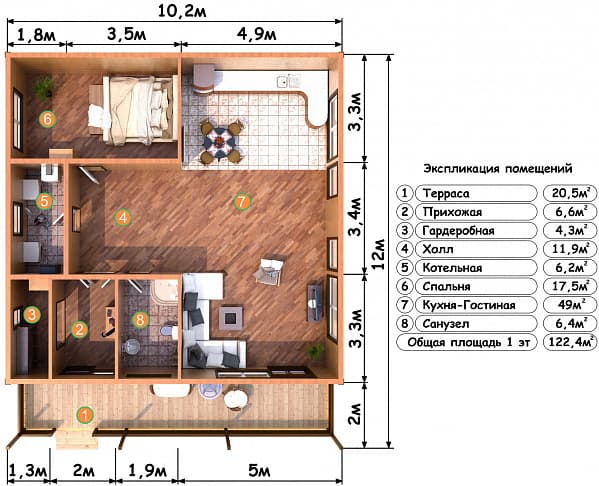 10,2м
1,8м 3,5м 4,9м
3,3м
3,4м
12м
3,3м
2м
6
5
4
7
3
2
8
1
1,3м 2м 1,9м 5м
Экспликация помещений
1 Терраса 20,5м²
2 Прихожая 6,6м²
3 Гардеробная 4,3м²
4 Холл 11,9м²
5 Котельная 6,2м²
6 Спальня 17,5м²
7 Кухня-Гостиная 49м²
8 Санузел 6,4м²
Общая площадь 1 эт 122,4м²